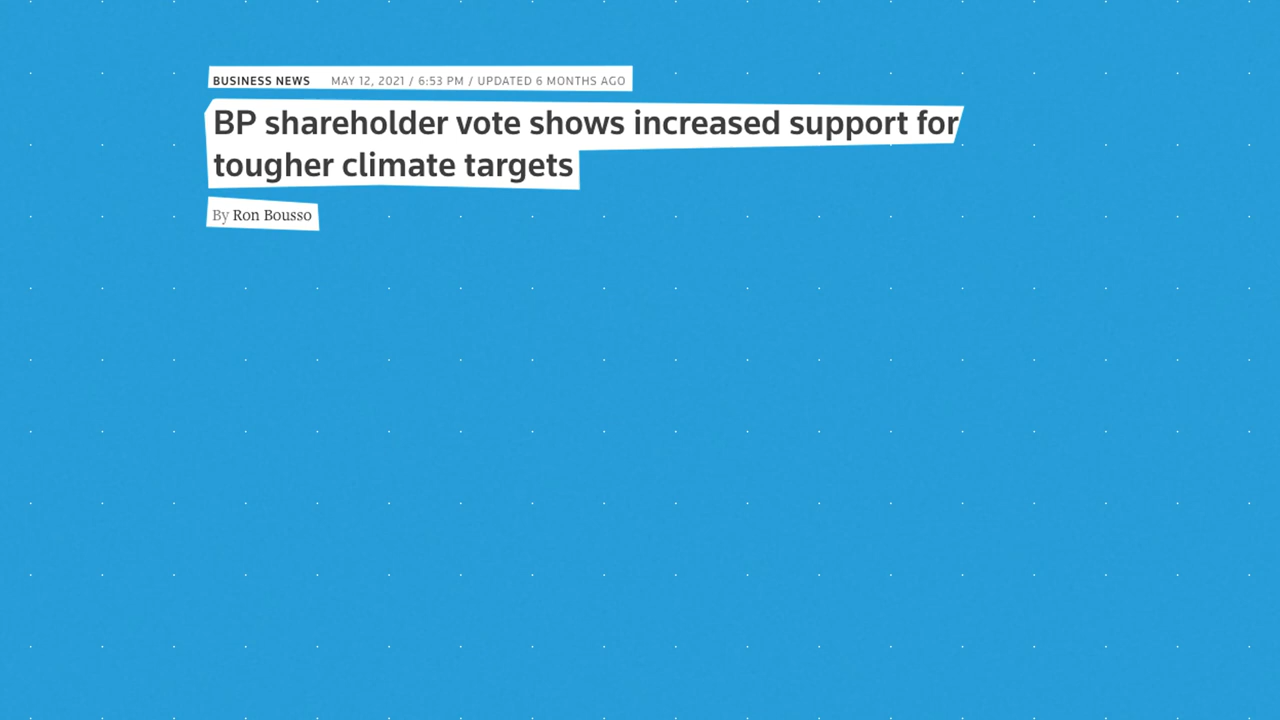 BUSINESS NEWS MAY 12, 2021 / 6:53 PM / UPDATED 6 MONTHS AGO
BP shareholder vote shows increased support for
tougher climate targets
By Ron Bousso